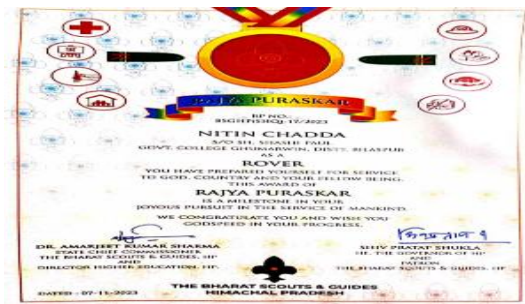 RAJYA PURASKAR
RP NO.-
NITIN CHADDA
S/O SH. SHASHI PAUL
GOVT. COLLEGE GHUMARWIN, DISTT. BILASPUR
AS A
ROVER
YOU HAVE PREPARED YOURSELF FOR SERVICE
TO GOD, COUNTRY AND YOUR FELLOW BEING.
THIS AWARD OF
RAJYA PURASKAR
IS A MILESTONE IN YOUR
JOYOUS PURSUIT IN THE SERVICE OF MANKIND.
WE CONGRATULATE YOU AND WISH YOU
GODSPEED IN YOUR PROGRESS.
DR. AMARJEET KUMAR SHARMA
STATE CHIEF COMMISSIONER
THE BHARAT SCOUTS & GUIDES, HP
AND
DIRECTOR HIGHER EDUCATION, HP
SHIV PRATAP SHUKLA
HE. THE GOVERNOR OF HP
AND
PATRON
THE BHARAT SCOUTS & GUIDES, HP
DATED - 07-11-2023
THE BHARAT SCOUTS & GUIDES
HIMACHAL PRADESH